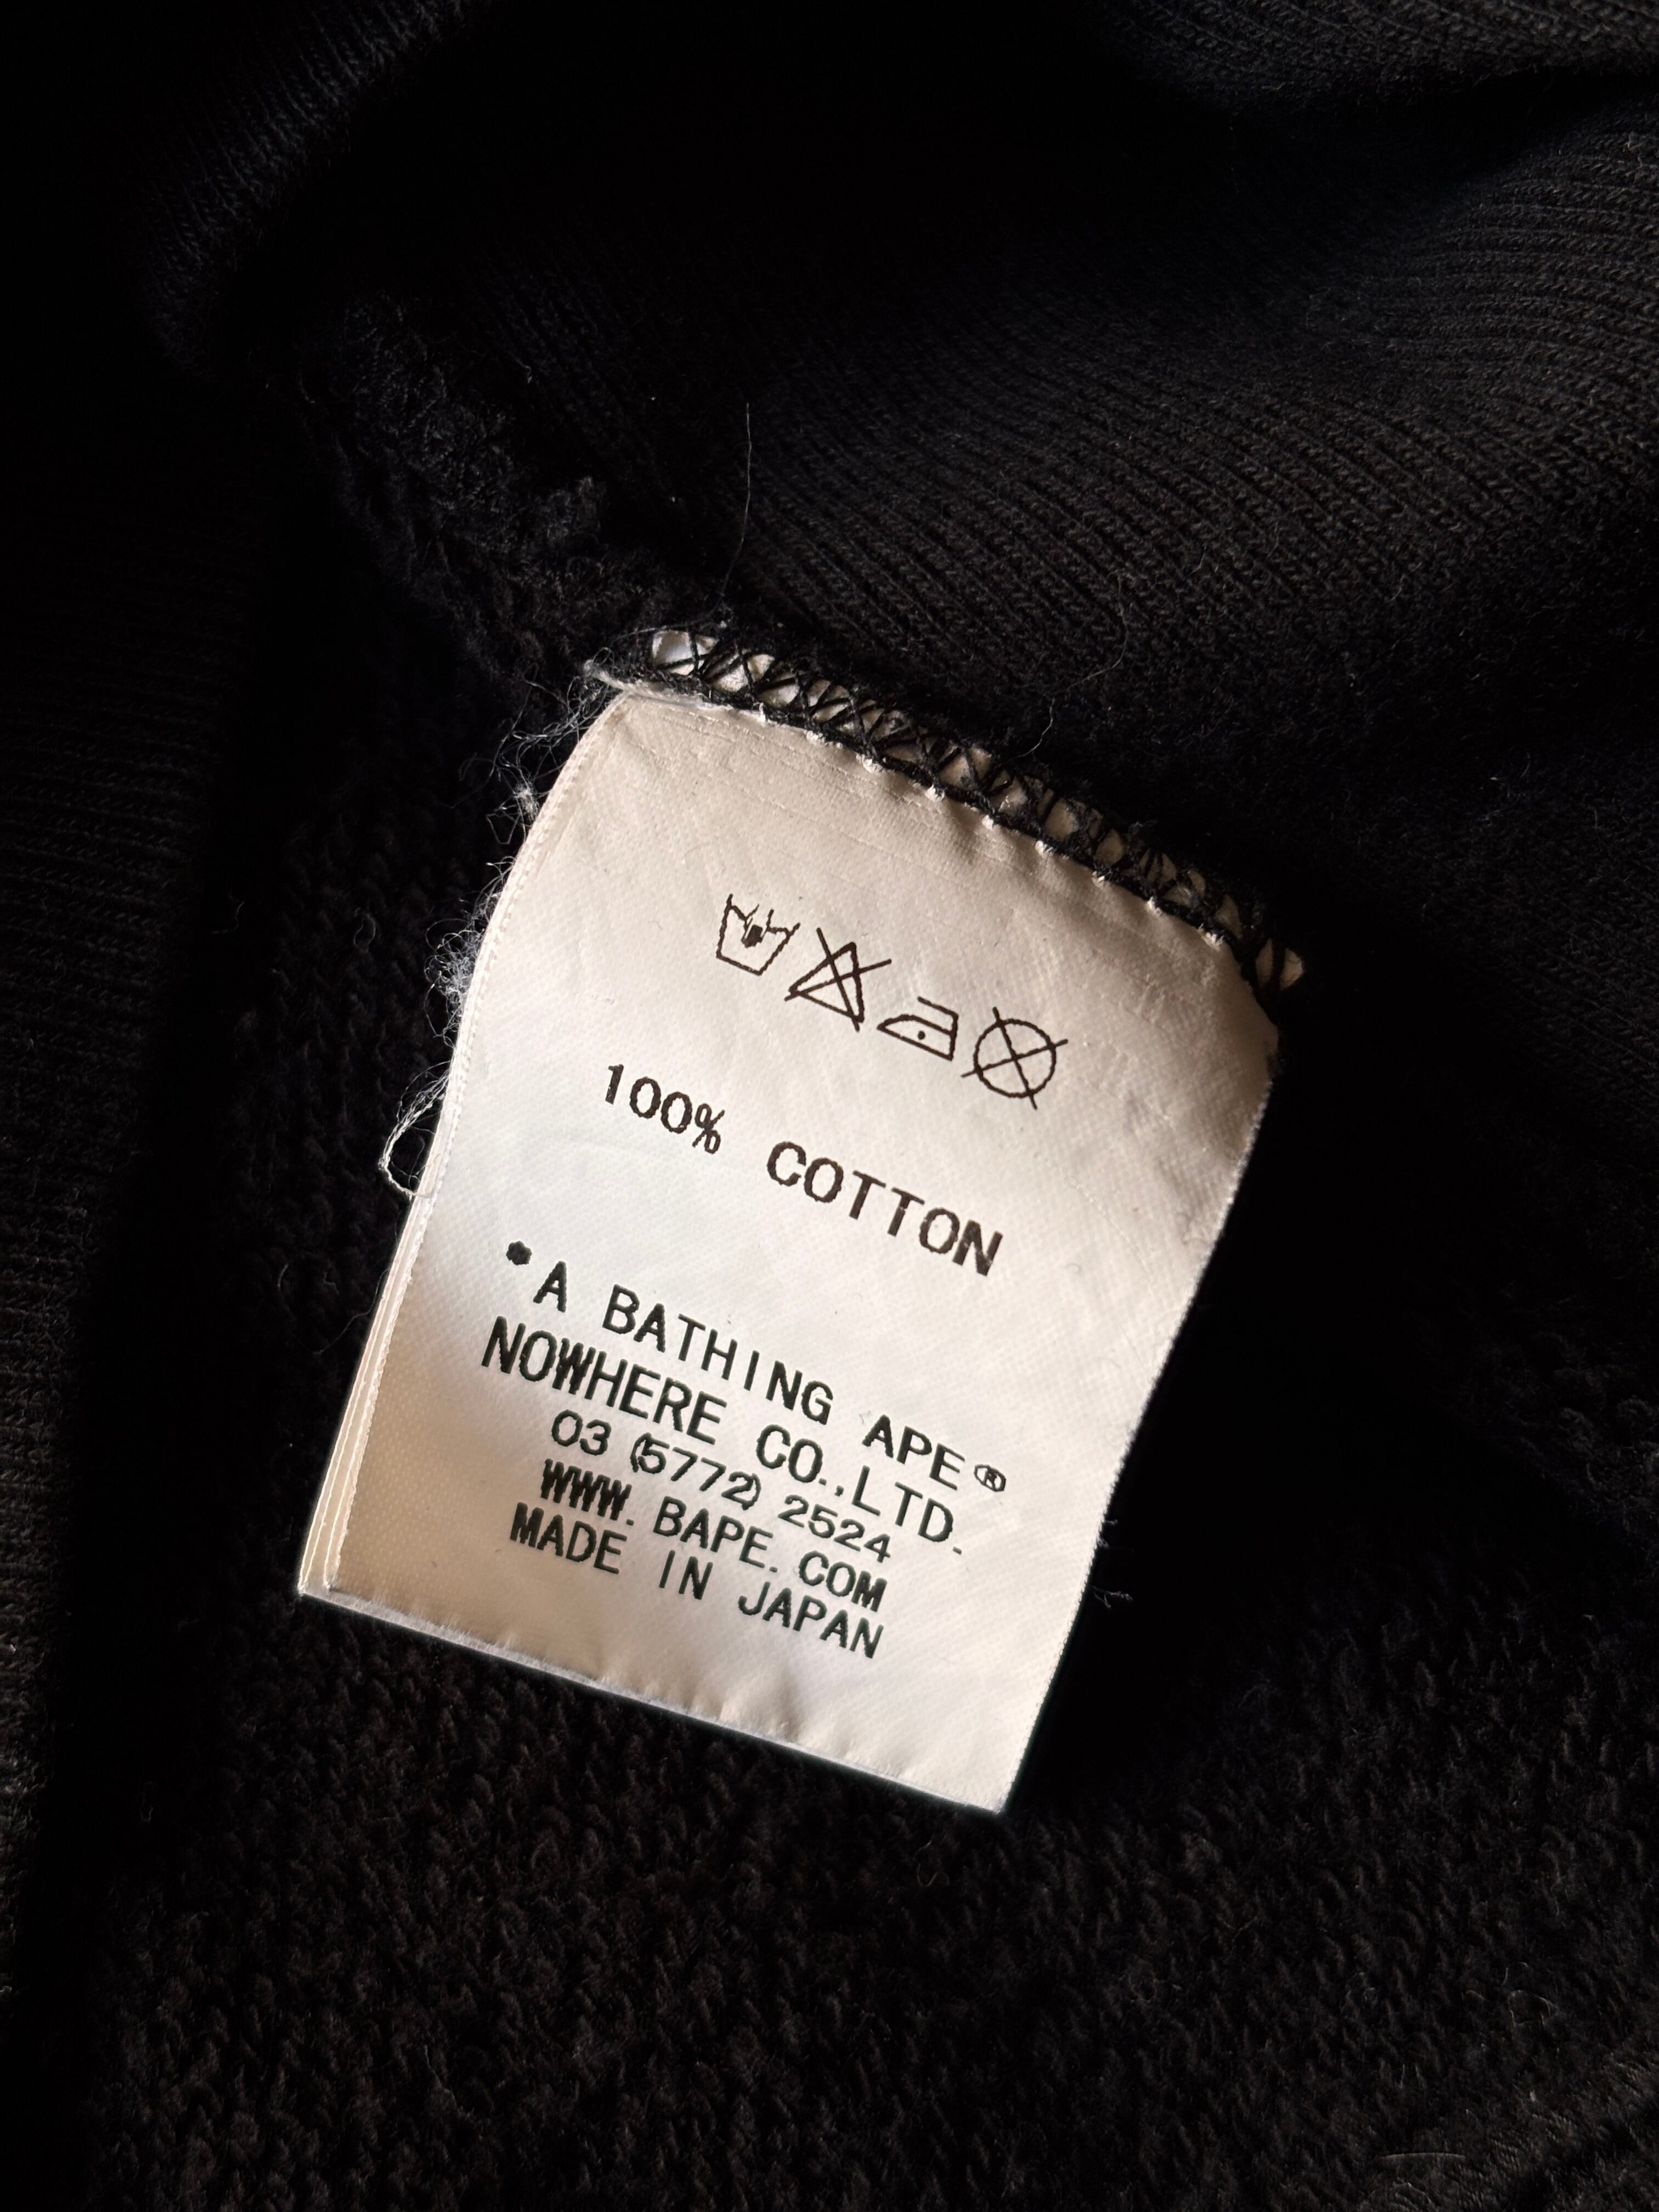 100% COTTON
•A BATHING APE®
NOWHERE CO.,LTD.
03 (5772) 2524
WWW. BAPE. COM
MADE IN JAPAN